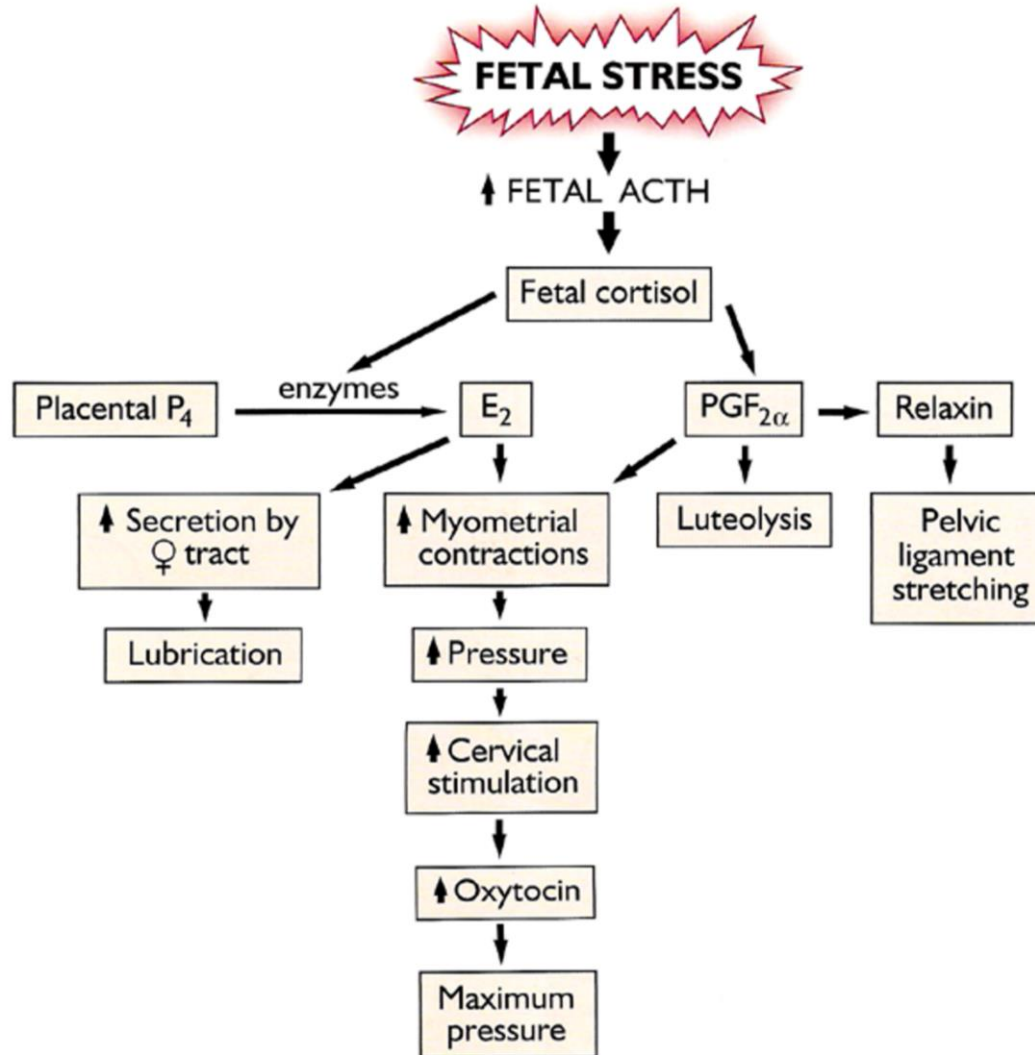 FETAL STRESS
FETAL ACTH
Fetal cortisol
enzymes
Placental P₄
E₂
PGF₂α
Relaxin
Secretion by
♀ tract
Myometrial
contractions
Luteolysis
Pelvic
ligament
stretching
Lubrication
Pressure
Cervical
stimulation
Oxytocin
Maximum
pressure